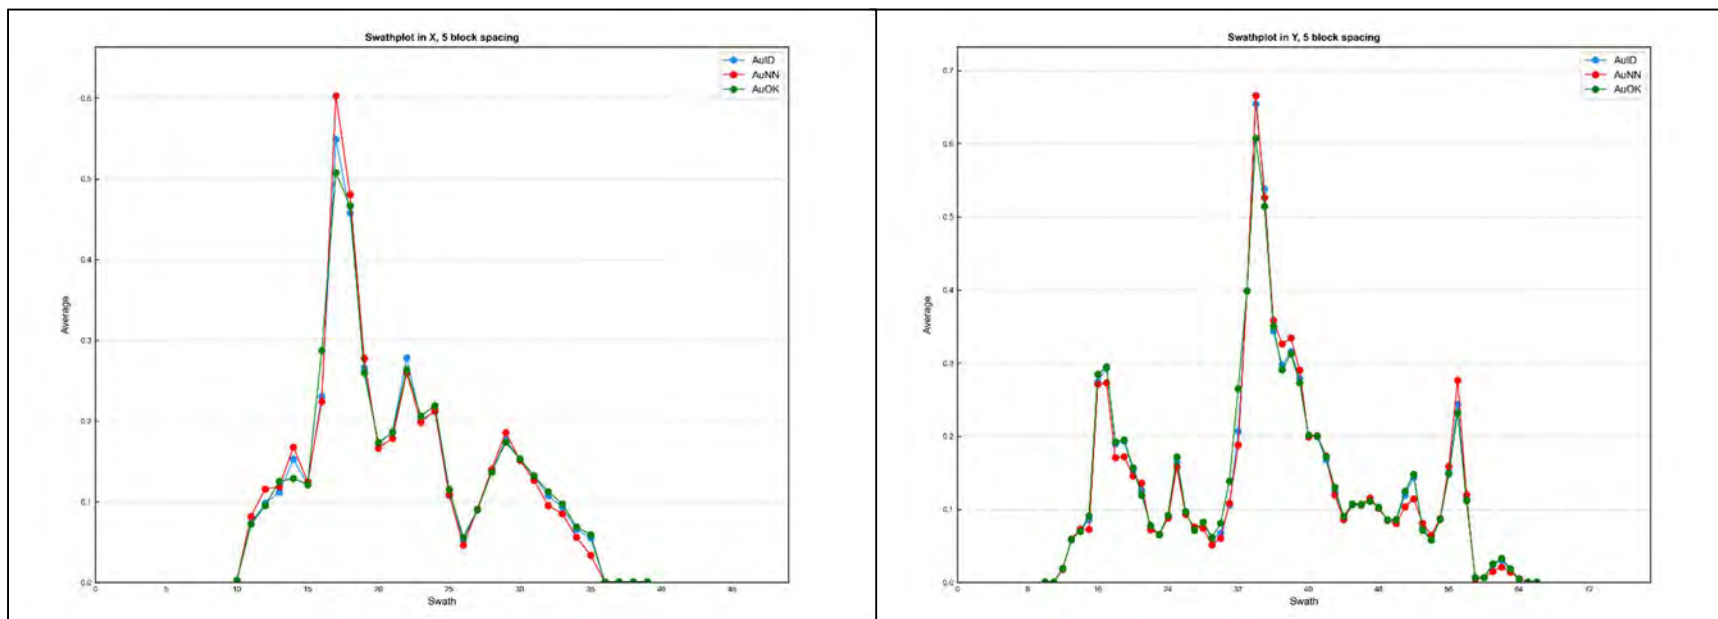 Swathplot in X, 5 block spacing
AuID
AuNN
AuOK
0.6
0.5
0.4
0.3
0.2
0.1
0.0
Average
0 5 10 15 20 25 30 35 40 45
Swath
Swathplot in Y, 5 block spacing
AuID
AuNN
AuOK
0.7
0.6
0.5
0.4
0.3
0.2
0.1
0.0
Average
0 8 16 24 32 40 48 56 64 72
Swath